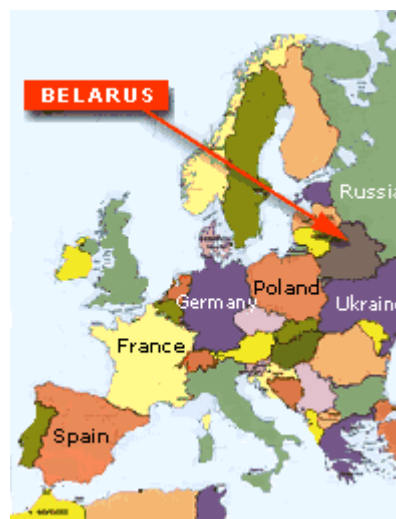 BELARUS
Russia
Poland
Germany
Ukraine
France
Spain